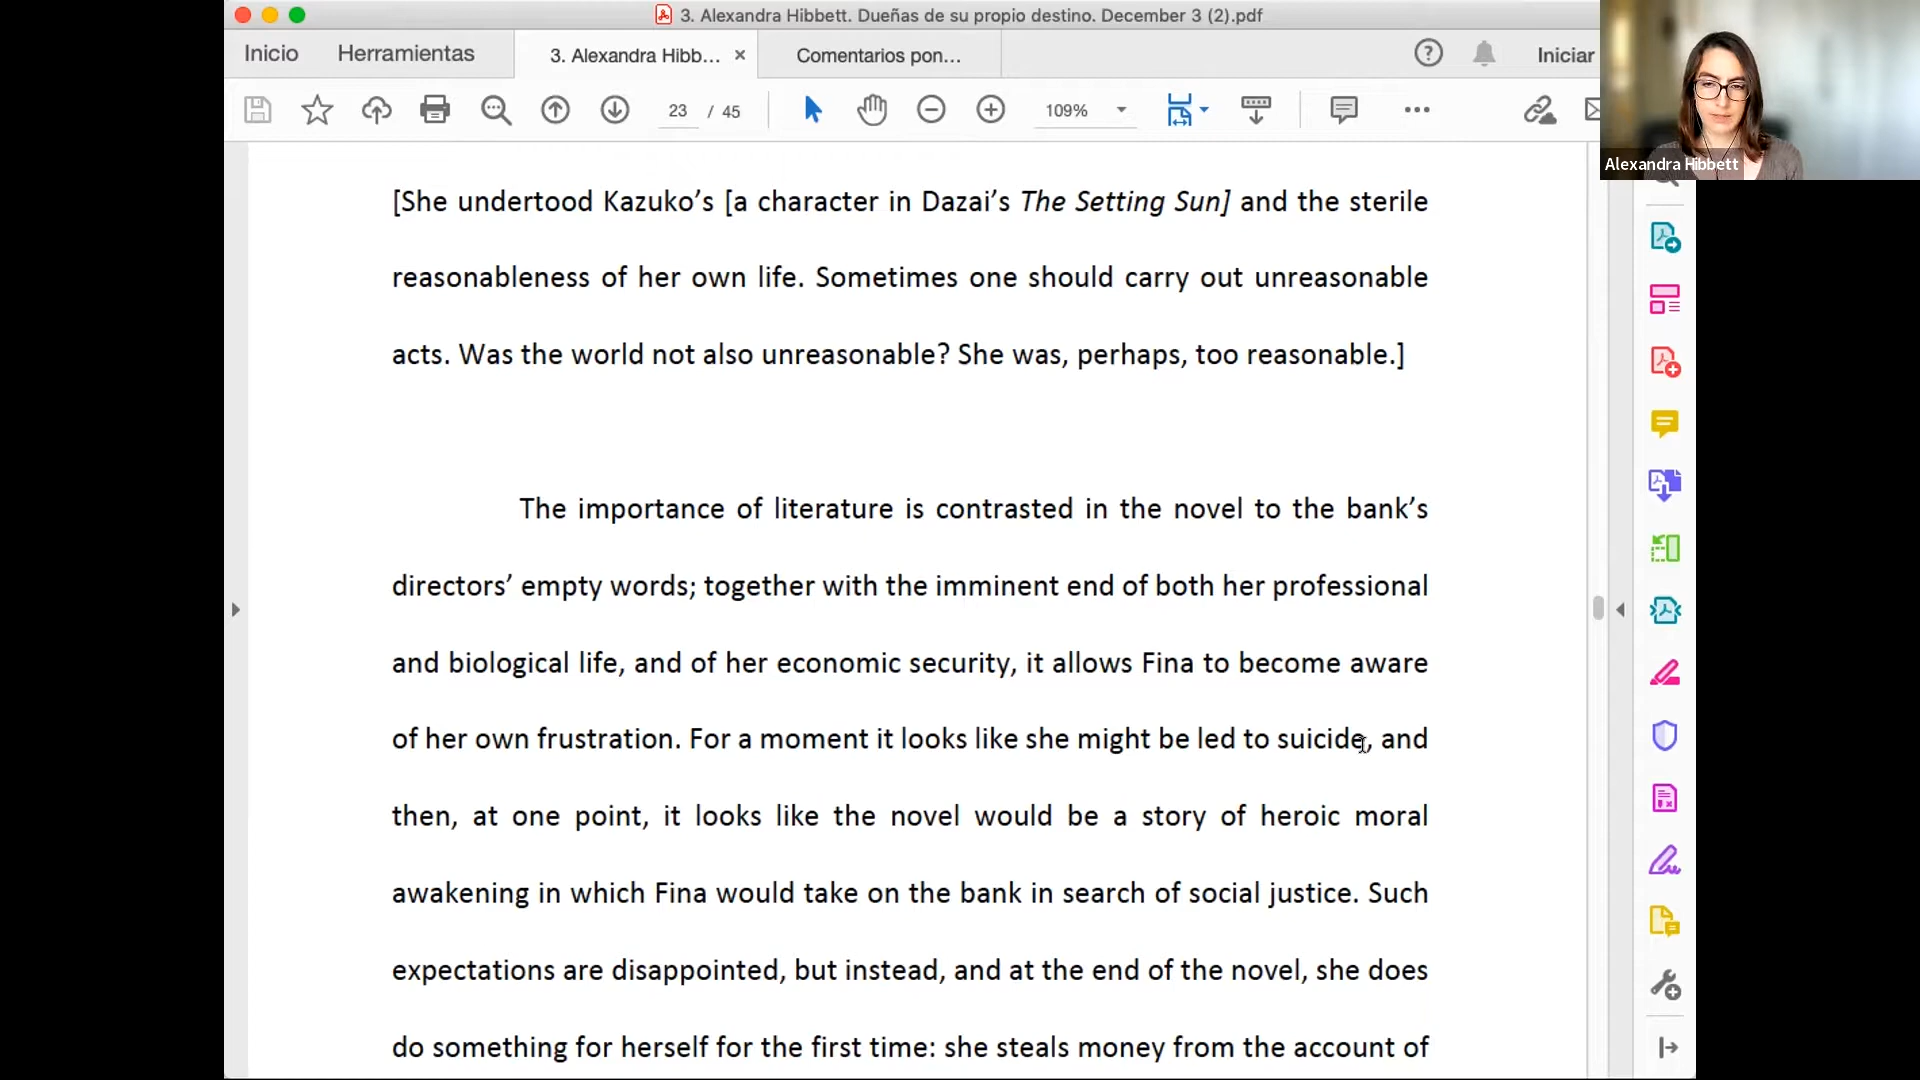 3. Alexandra Hibbett. Dueñas de su propio destino. December 3 (2).pdf
Inicio Herramientas 3. Alexandra Hibb... × Comentarios pon... ? Iniciar
23 / 45 109%
Alexandra Hibbett
[She undertood Kazuko’s [a character in Dazai’s The Setting Sun] and the sterile
reasonableness of her own life. Sometimes one should carry out unreasonable
acts. Was the world not also unreasonable? She was, perhaps, too reasonable.]
The importance of literature is contrasted in the novel to the bank’s
directors’ empty words; together with the imminent end of both her professional
and biological life, and of her economic security, it allows Fina to become aware
of her own frustration. For a moment it looks like she might be led to suicide, and
then, at one point, it looks like the novel would be a story of heroic moral
awakening in which Fina would take on the bank in search of social justice. Such
expectations are disappointed, but instead, and at the end of the novel, she does
do something for herself for the first time: she steals money from the account of